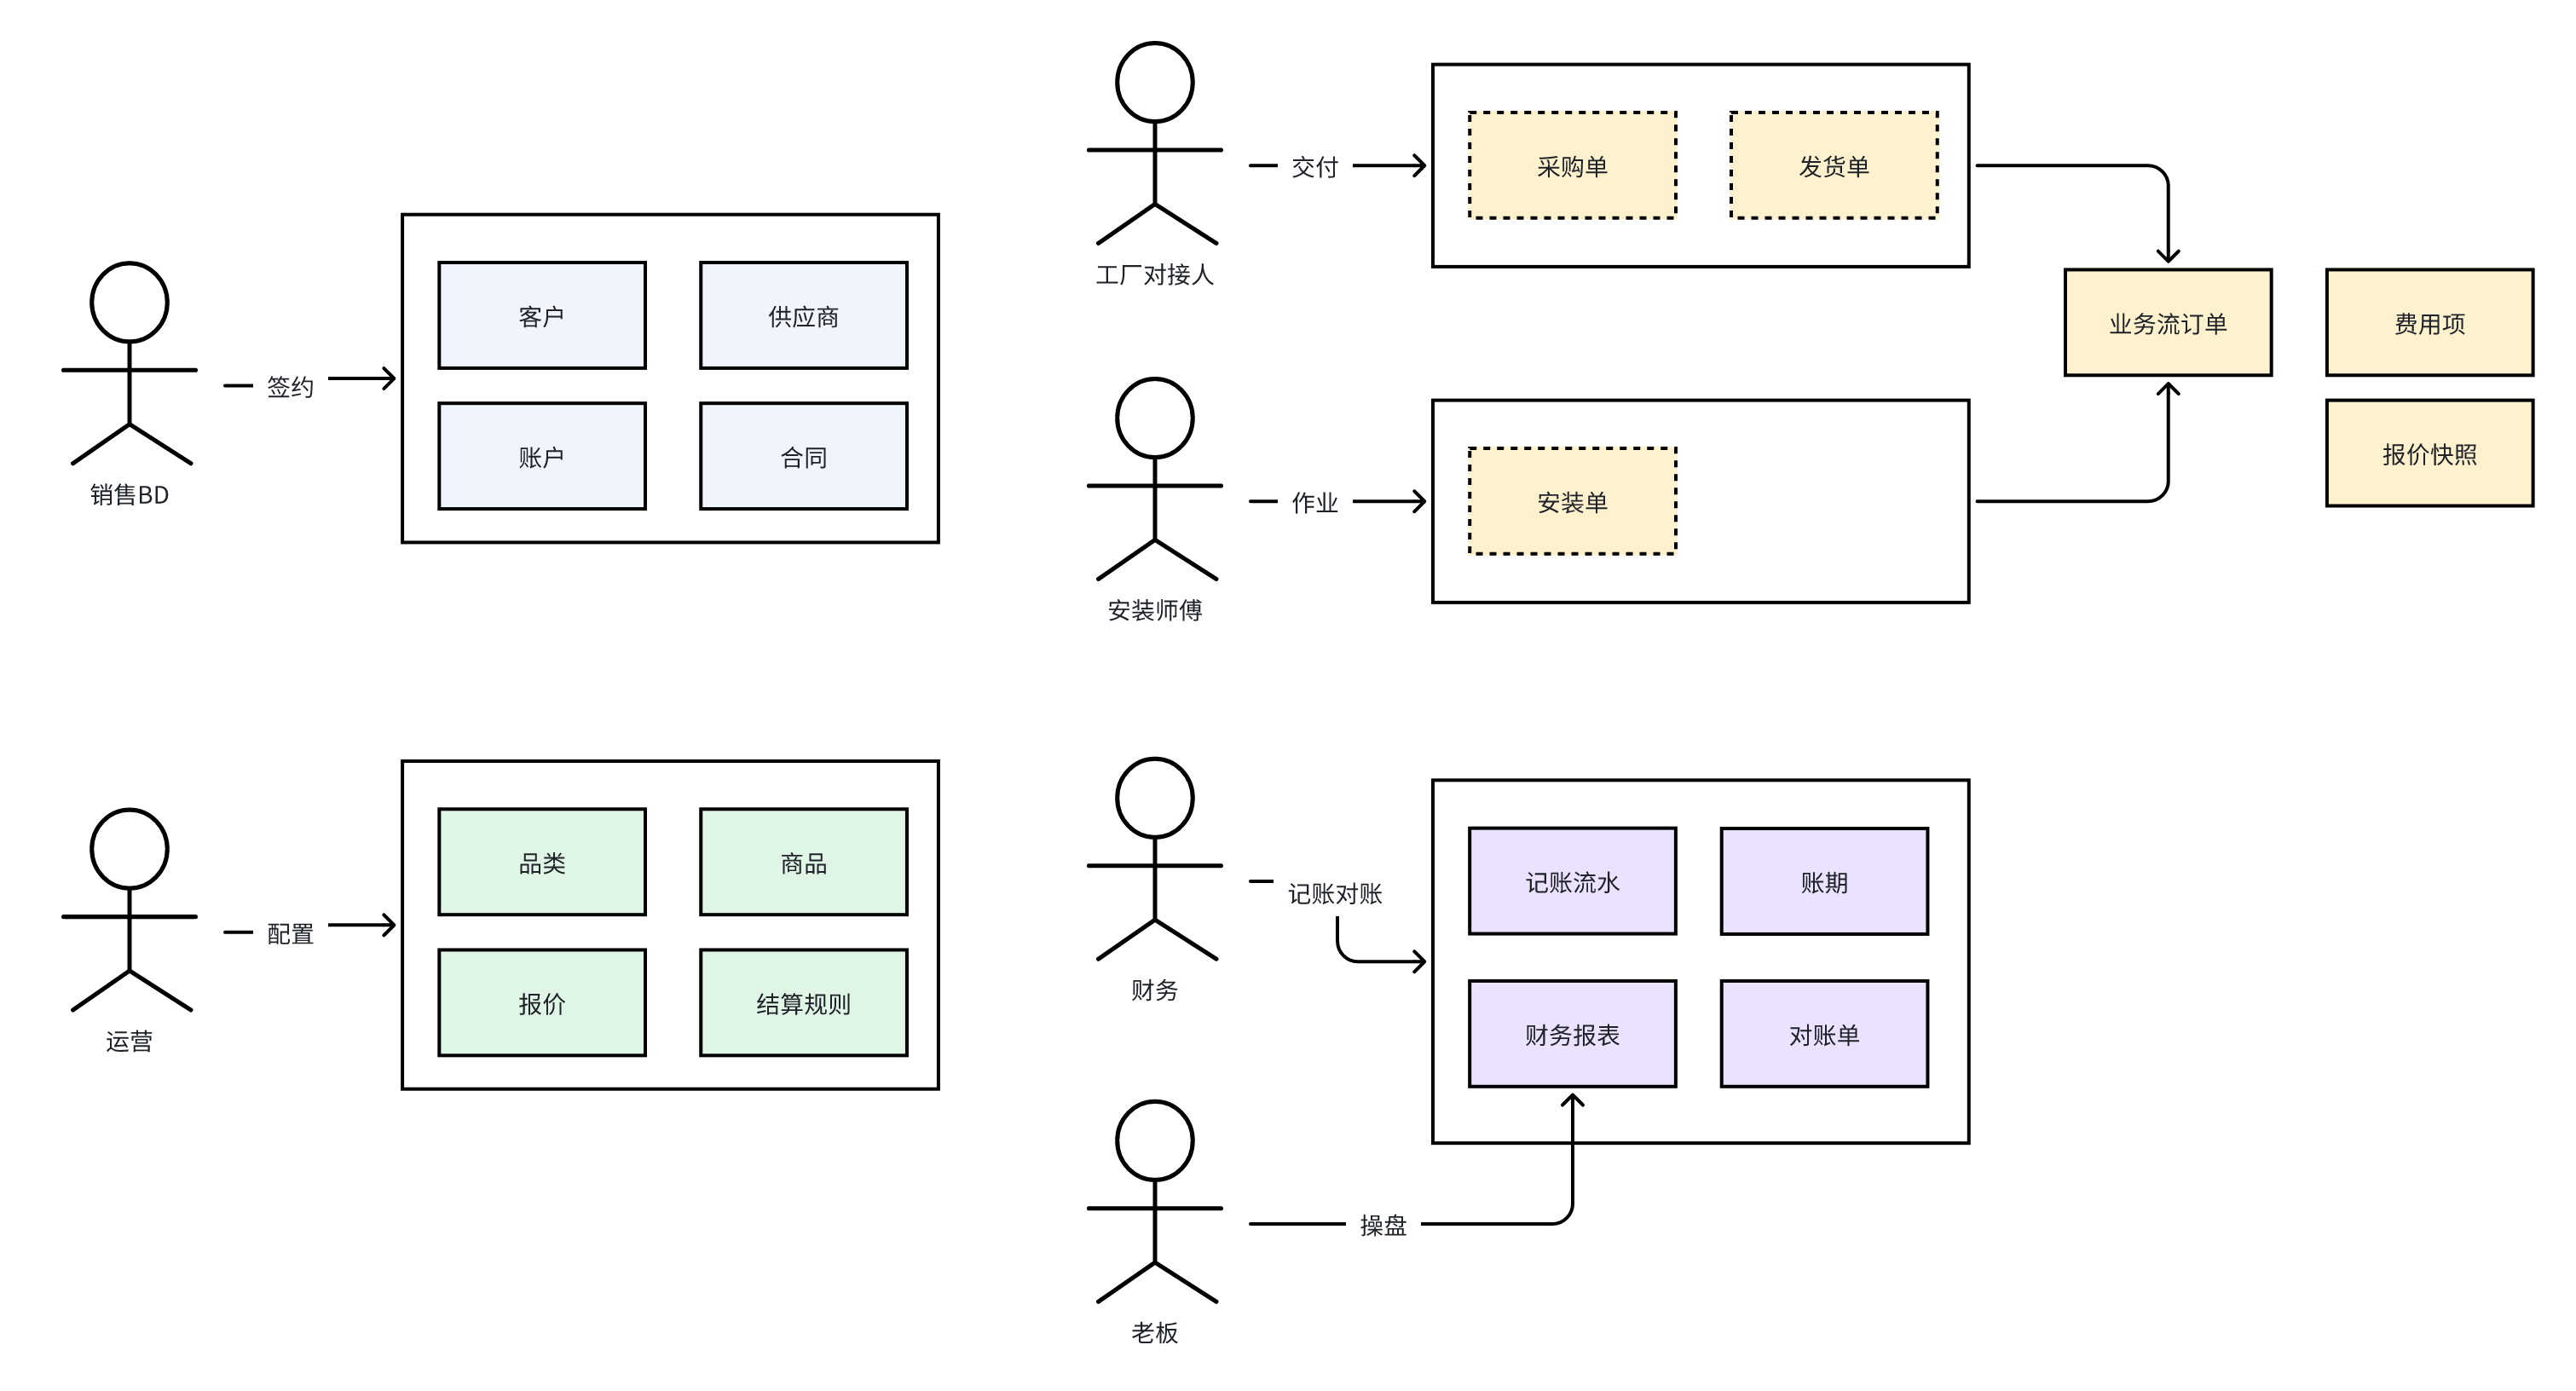 销售BD
签约
客户
供应商
账户
合同
运营
配置
品类
商品
报价
结算规则
工厂对接人
交付
采购单
发货单
安装师傅
作业
安装单
业务流订单
费用项
报价快照
财务
记账对账
记账流水
账期
财务报表
对账单
老板
操盘